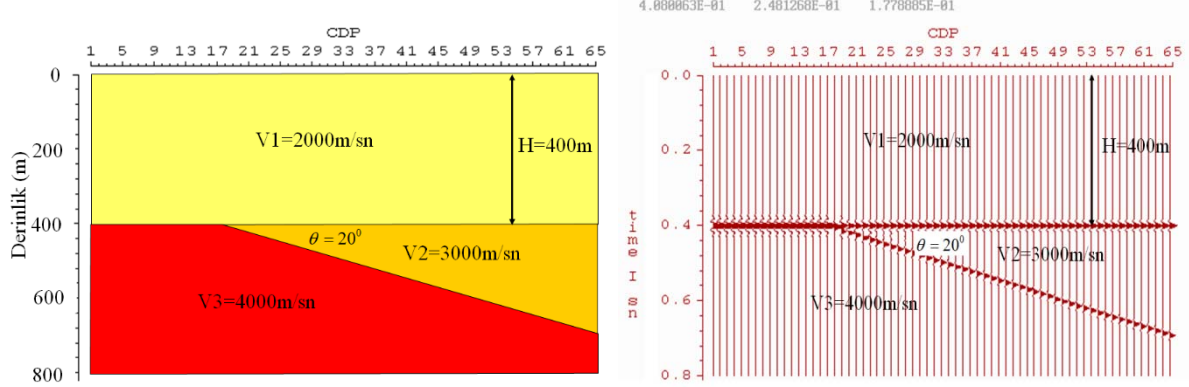 CDP
1 5 9 13 17 21 25 29 33 37 41 45 49 53 57 61 65
0
200
400
600
800
Derinlik (m)
V1=2000m/sn
H=400m
θ = 20⁰
V2=3000m/sn
V3=4000m/sn
4.080063E-01 2.481268E-01 1.778885E-01
CDP
1 5 9 13 17 21 25 29 33 37 41 45 49 53 57 61 65
0.0
0.2
0.4
0.6
0.8
time I sn
V1=2000m/sn
H=400m
θ = 20⁰
V2=3000m/sn
V3=4000m/sn